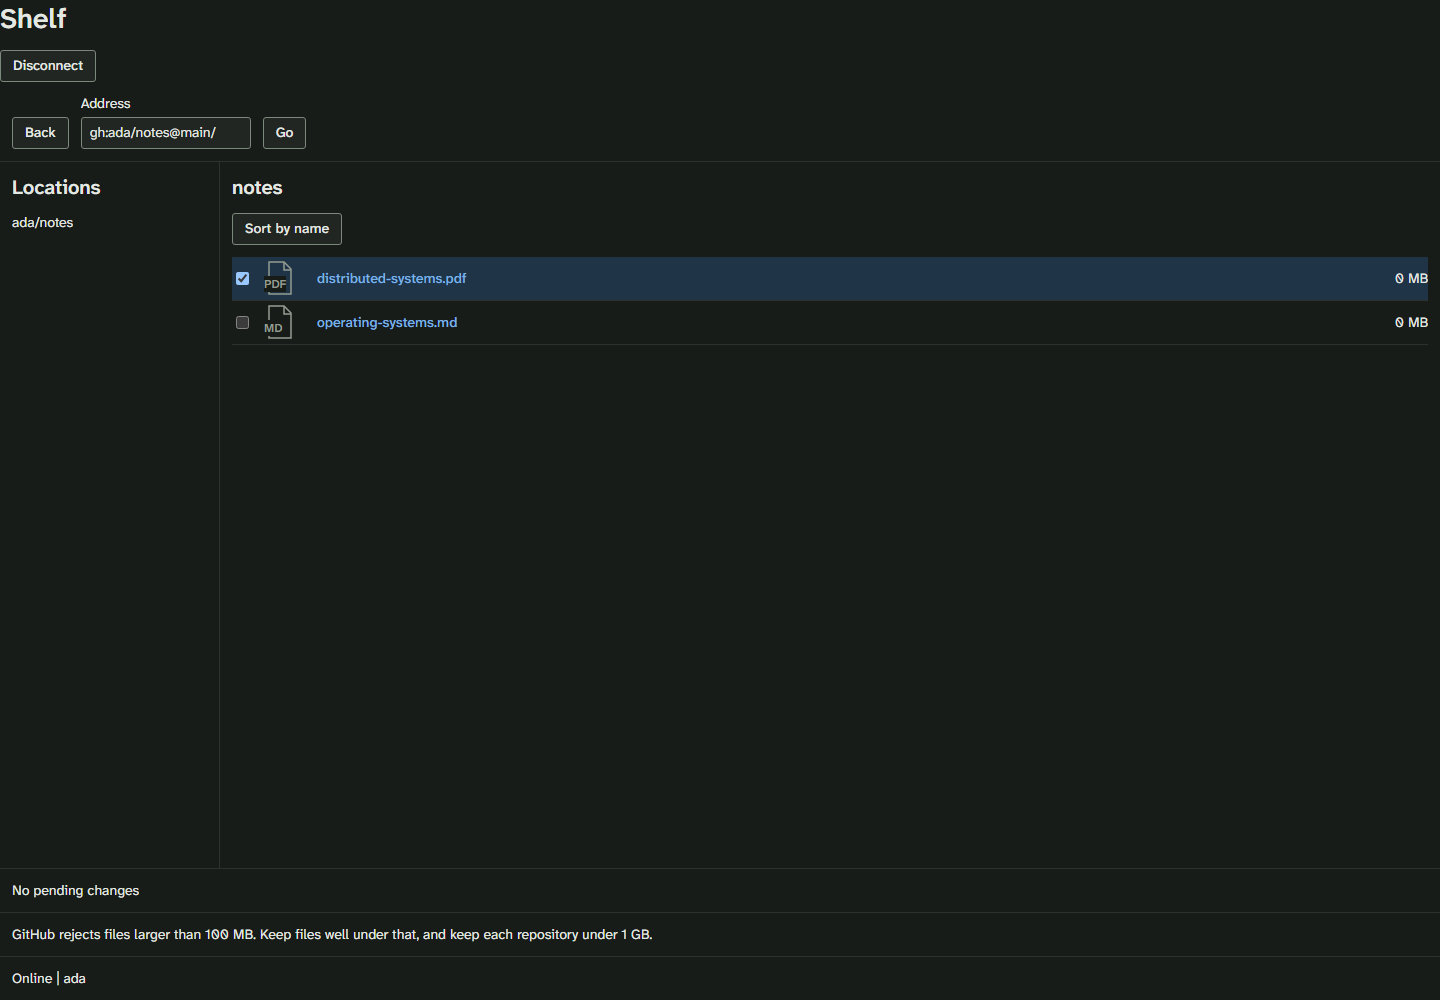 Shelf
Disconnect
Address
Back
gh:ada/notes@main/
Go
Locations
ada/notes
notes
Sort by name
PDF
distributed-systems.pdf
0 MB
MD
operating-systems.md
0 MB
No pending changes
GitHub rejects files larger than 100 MB. Keep files well under that, and keep each repository under 1 GB.
Online | ada